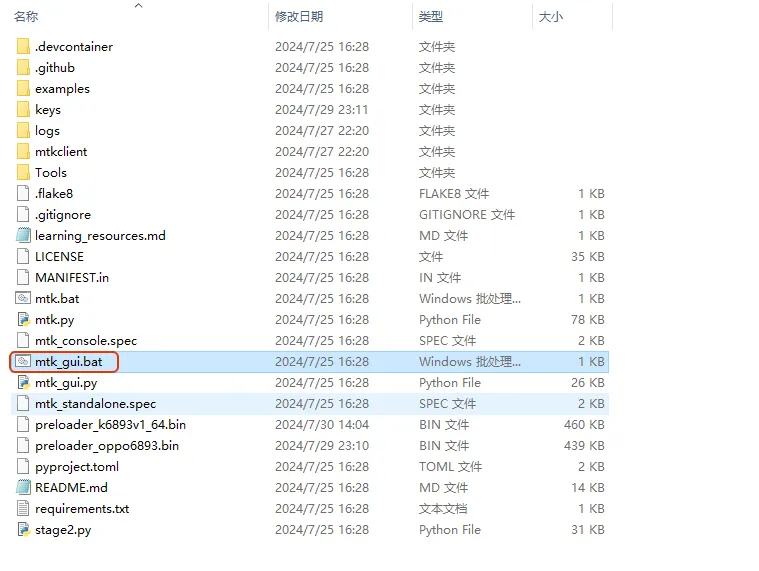 名称 修改日期 类型 大小
.devcontainer 2024/7/25 16:28 文件夹
.github 2024/7/25 16:28 文件夹
examples 2024/7/25 16:28 文件夹
keys 2024/7/29 23:11 文件夹
logs 2024/7/27 22:20 文件夹
mtkclient 2024/7/27 22:20 文件夹
Tools 2024/7/25 16:28 文件夹
.flake8 2024/7/25 16:28 FLAKE8 文件 1 KB
.gitignore 2024/7/25 16:28 GITIGNORE 文件 1 KB
learning_resources.md 2024/7/25 16:28 MD 文件 1 KB
LICENSE 2024/7/25 16:28 文件 35 KB
MANIFEST.in 2024/7/25 16:28 IN 文件 1 KB
mtk.bat 2024/7/25 16:28 Windows 批处理... 1 KB
mtk.py 2024/7/25 16:28 Python File 78 KB
mtk_console.spec 2024/7/25 16:28 SPEC 文件 2 KB
mtk_gui.bat 2024/7/25 16:28 Windows 批处理... 1 KB
mtk_gui.py 2024/7/25 16:28 Python File 26 KB
mtk_standalone.spec 2024/7/25 16:28 SPEC 文件 2 KB
preloader_k6893v1_64.bin 2024/7/30 14:04 BIN 文件 460 KB
preloader_oppo6893.bin 2024/7/29 23:10 BIN 文件 439 KB
pyproject.toml 2024/7/25 16:28 TOML 文件 2 KB
README.md 2024/7/25 16:28 MD 文件 14 KB
requirements.txt 2024/7/25 16:28 文本文档 1 KB
stage2.py 2024/7/25 16:28 Python File 31 KB